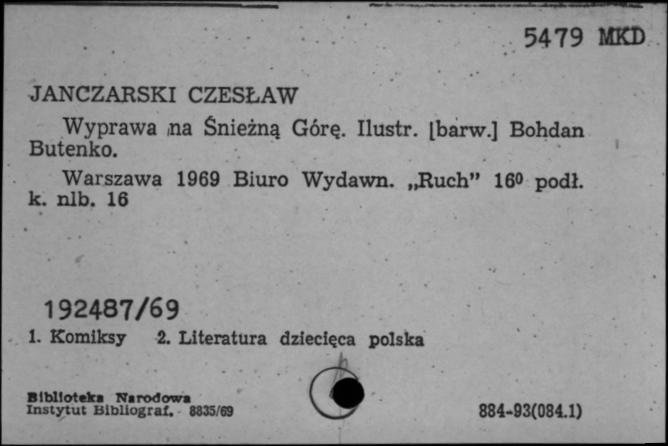 5479 MKD
JANCZARSKI CZESŁAW
Wyprawa na Śnieżną Górę. Ilustr. [barw.] Bohdan
Butenko.
Warszawa 1969 Biuro Wydawn. „Ruch” 16⁰ podł.
k. nlb. 16
192487/69
1. Komiksy 2. Literatura dziecięca polska
Biblioteka Narodowa
Instytut Bibliograf. 8835/69
884-93(084.1)